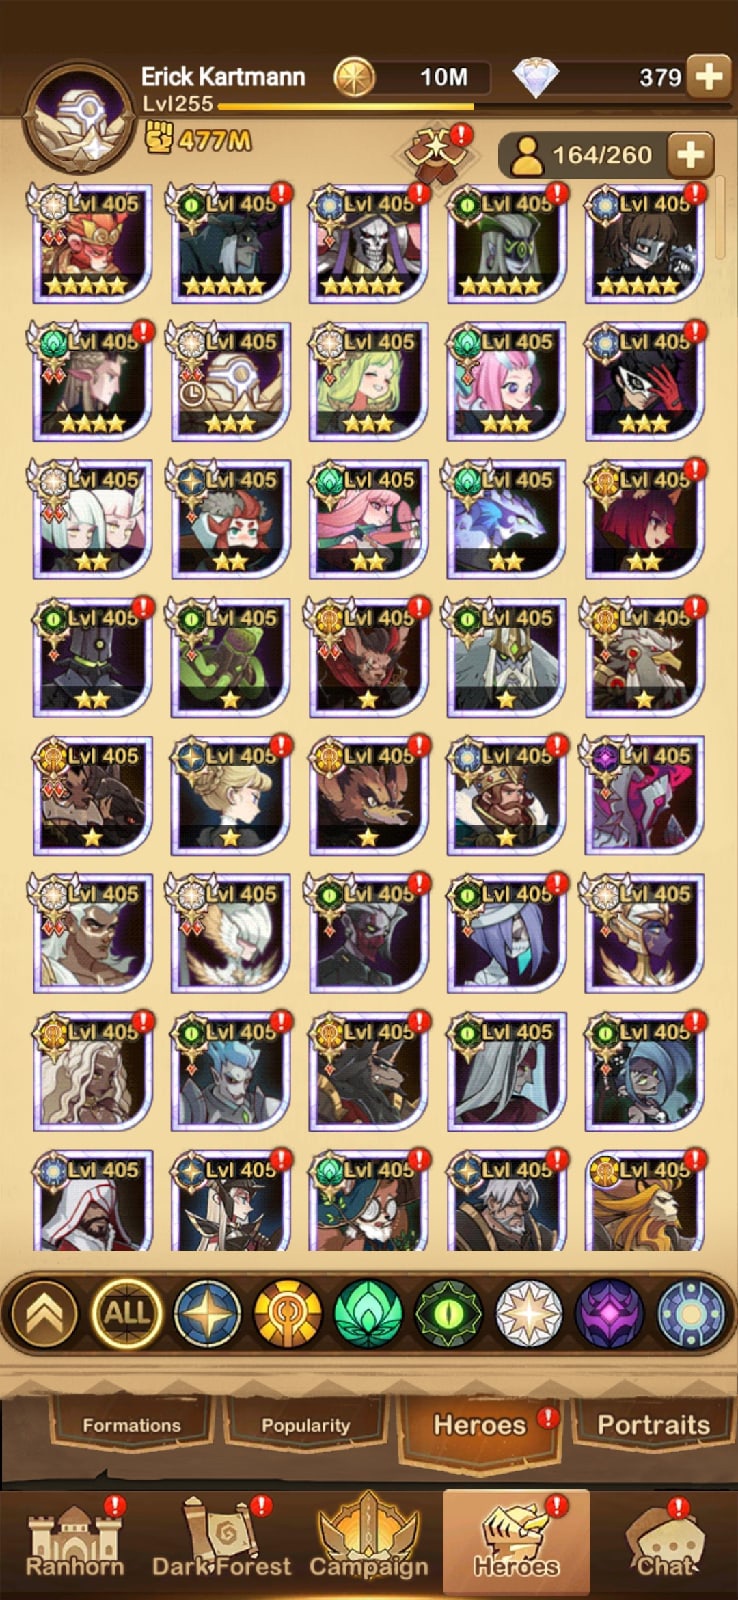 Erick Kartmann
10M
379
Lvl255
477M
164/260
Lvl 405 Lvl 405 Lvl 405 Lvl 405 Lvl 405
Lvl 405 Lvl 405 Lvl 405 Lvl 405 Lvl 405
Lvl 405 Lvl 405 Lvl 405 Lvl 405 Lvl 405
Lvl 405 Lvl 405 Lvl 405 Lvl 405 Lvl 405
Lvl 405 Lvl 405 Lvl 405 Lvl 405 Lvl 405
Lvl 405 Lvl 405 Lvl 405 Lvl 405 Lvl 405
Lvl 405 Lvl 405 Lvl 405 Lvl 405 Lvl 405
Lvl 405 Lvl 405 Lvl 405 Lvl 405 Lvl 405
ALL
Formations Popularity Heroes Portraits
Ranhorn Dark Forest Campaign Heroes Chat